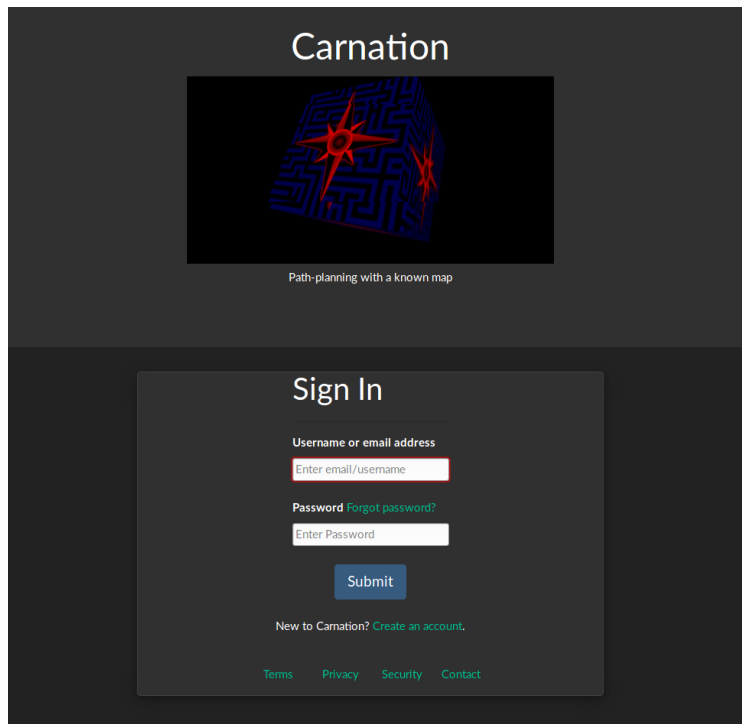 Carnation
Path-planning with a known map
Sign In
Username or email address
Enter email/username
Password Forgot password?
Enter Password
Submit
New to Carnation? Create an account.
Terms Privacy Security Contact